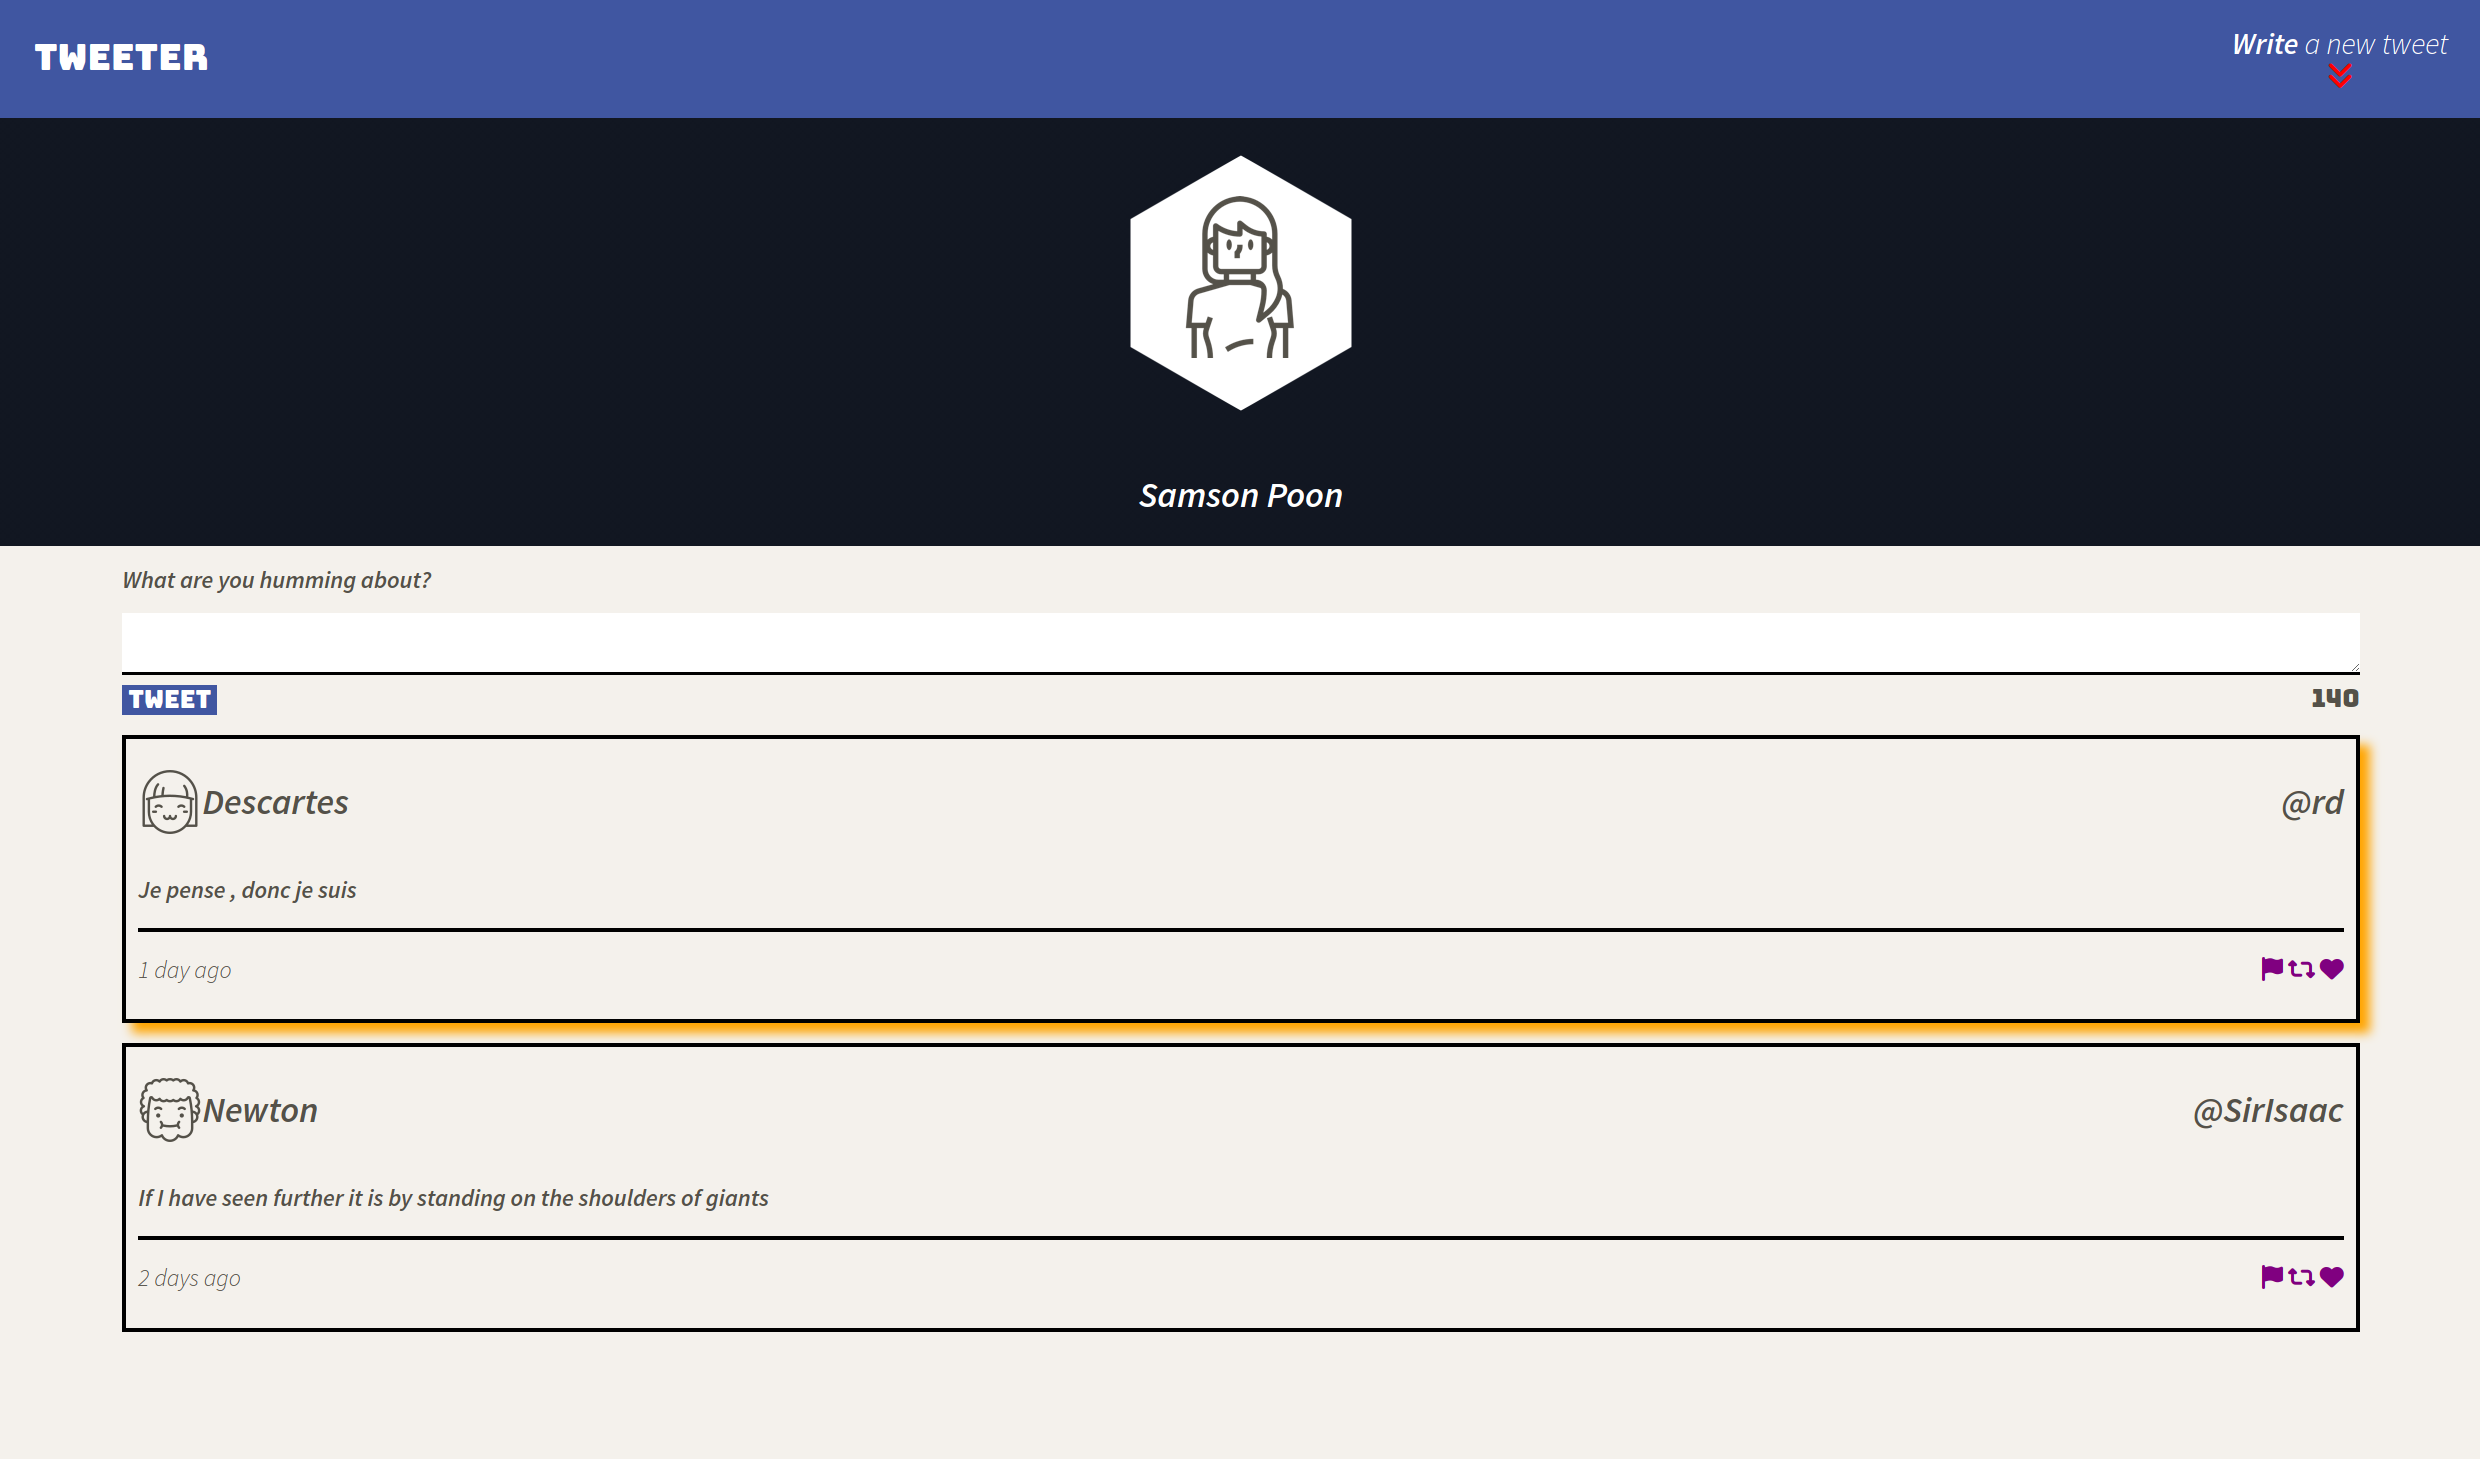 TWEETER
Write a new tweet
Samson Poon
What are you humming about?
TWEET
140
Descartes
@rd
Je pense , donc je suis
1 day ago
Newton
@SirIsaac
If I have seen further it is by standing on the shoulders of giants
2 days ago